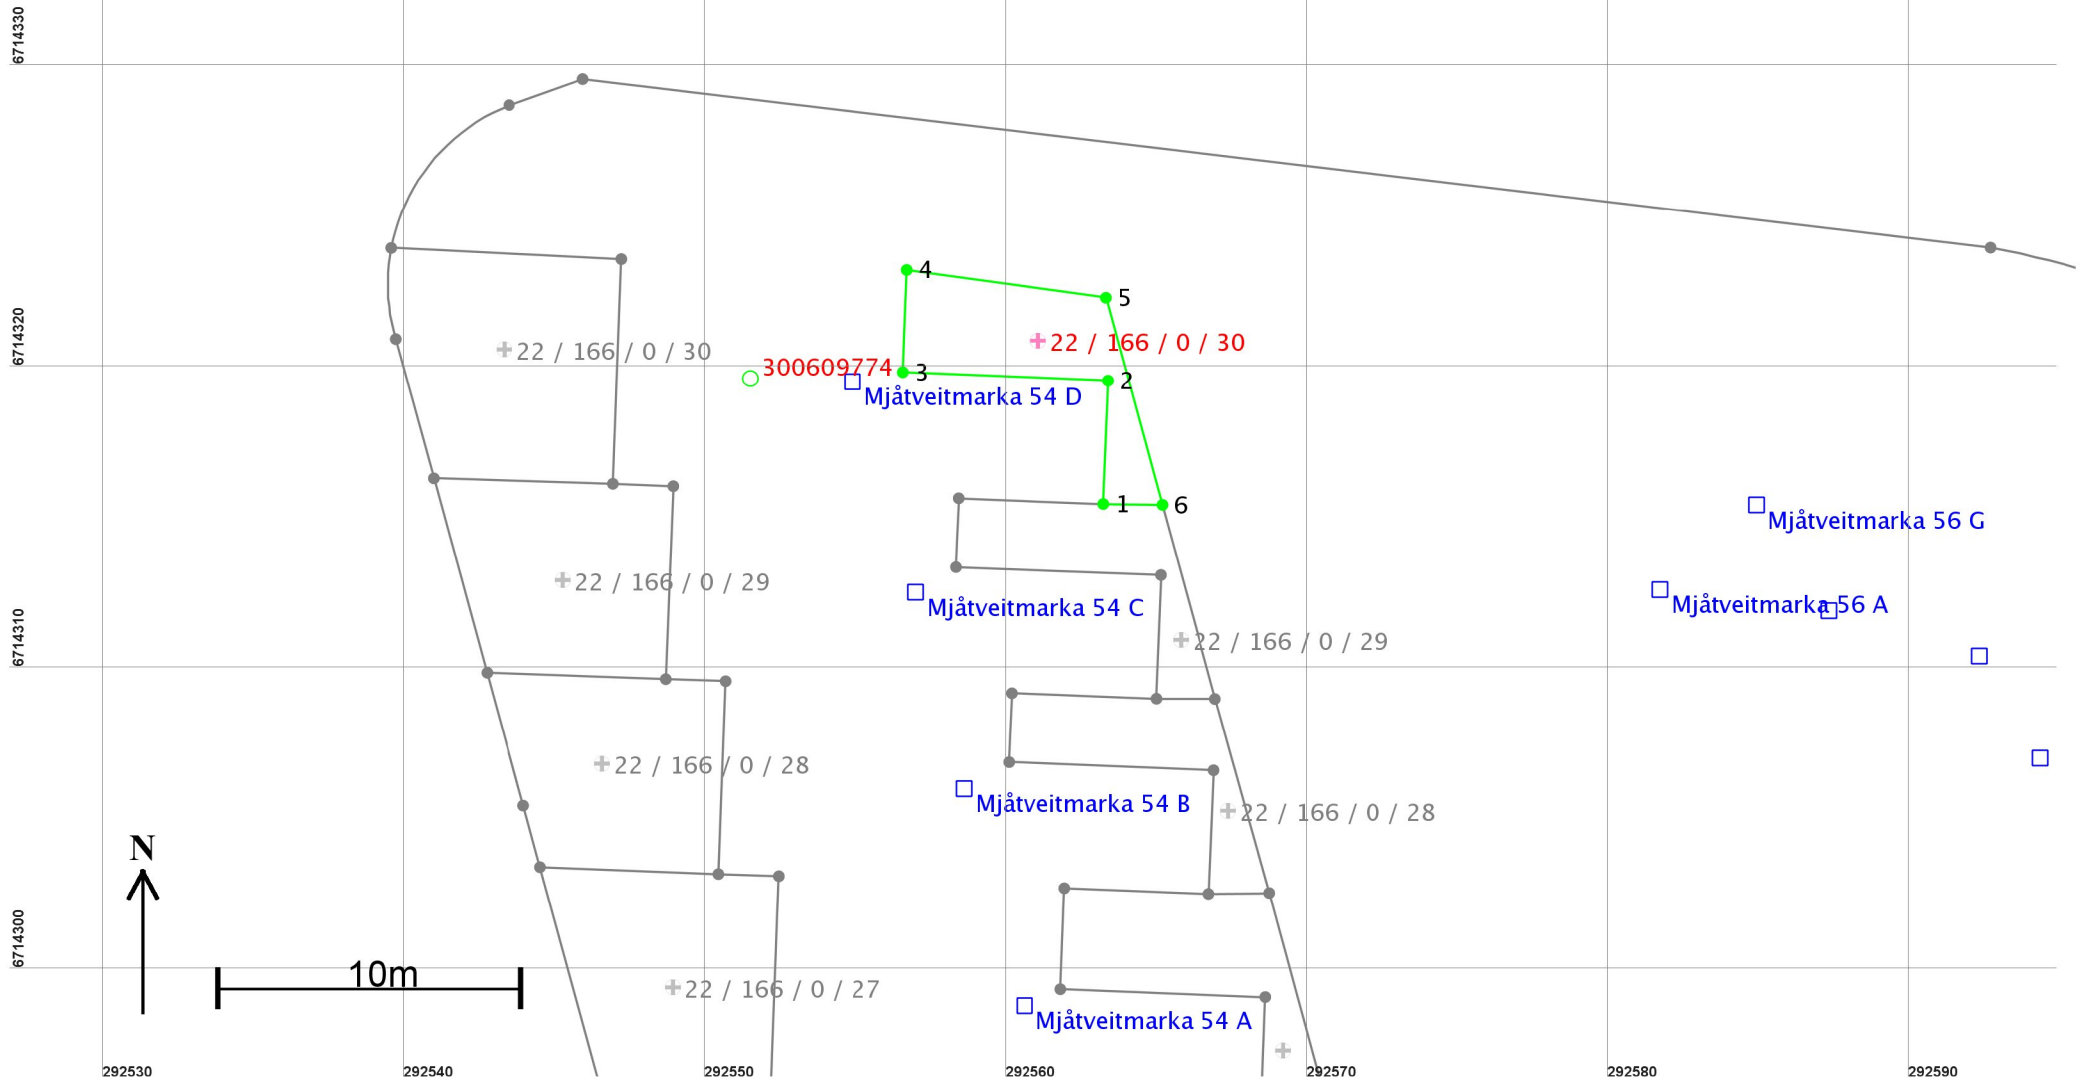 6714330
4
5
22 / 166 / 0 / 30
22 / 166 / 0 / 30
6714320
300609774
3
2
Mjåtveitmarka 54 D
1
6
Mjåtveitmarka 56 G
22 / 166 / 0 / 29
Mjåtveitmarka 54 C
Mjåtveitmarka 56 A
6714310
22 / 166 / 0 / 29
22 / 166 / 0 / 28
Mjåtveitmarka 54 B
22 / 166 / 0 / 28
N
6714300
10m
22 / 166 / 0 / 27
Mjåtveitmarka 54 A
292530
292540
292550
292560
292570
292580
292590